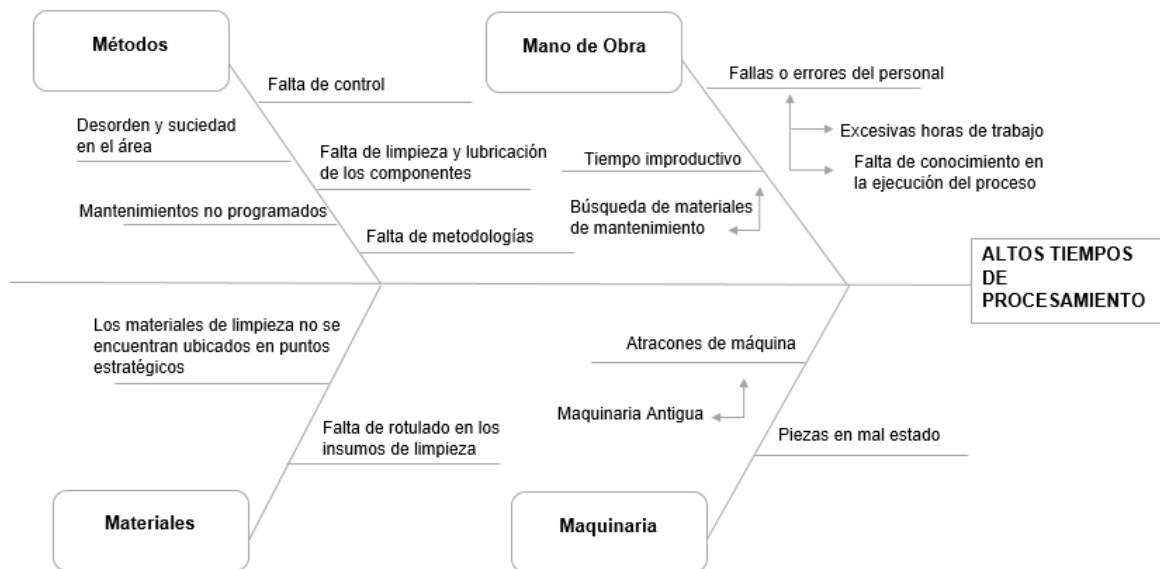 Métodos
Mano de Obra
Falta de control
Fallas o errores del personal
Desorden y suciedad
en el área
Excesivas horas de trabajo
Falta de limpieza y lubricación
de los componentes
Tiempo improductivo
Falta de conocimiento en
la ejecución del proceso
Mantenimientos no programados
Búsqueda de materiales
de mantenimiento
Falta de metodologías
ALTOS TIEMPOS
DE
PROCESAMIENTO
Los materiales de limpieza no se
encuentran ubicados en puntos
estratégicos
Atracones de máquina
Maquinaria Antigua
Falta de rotulado en los
insumos de limpieza
Piezas en mal estado
Materiales
Maquinaria